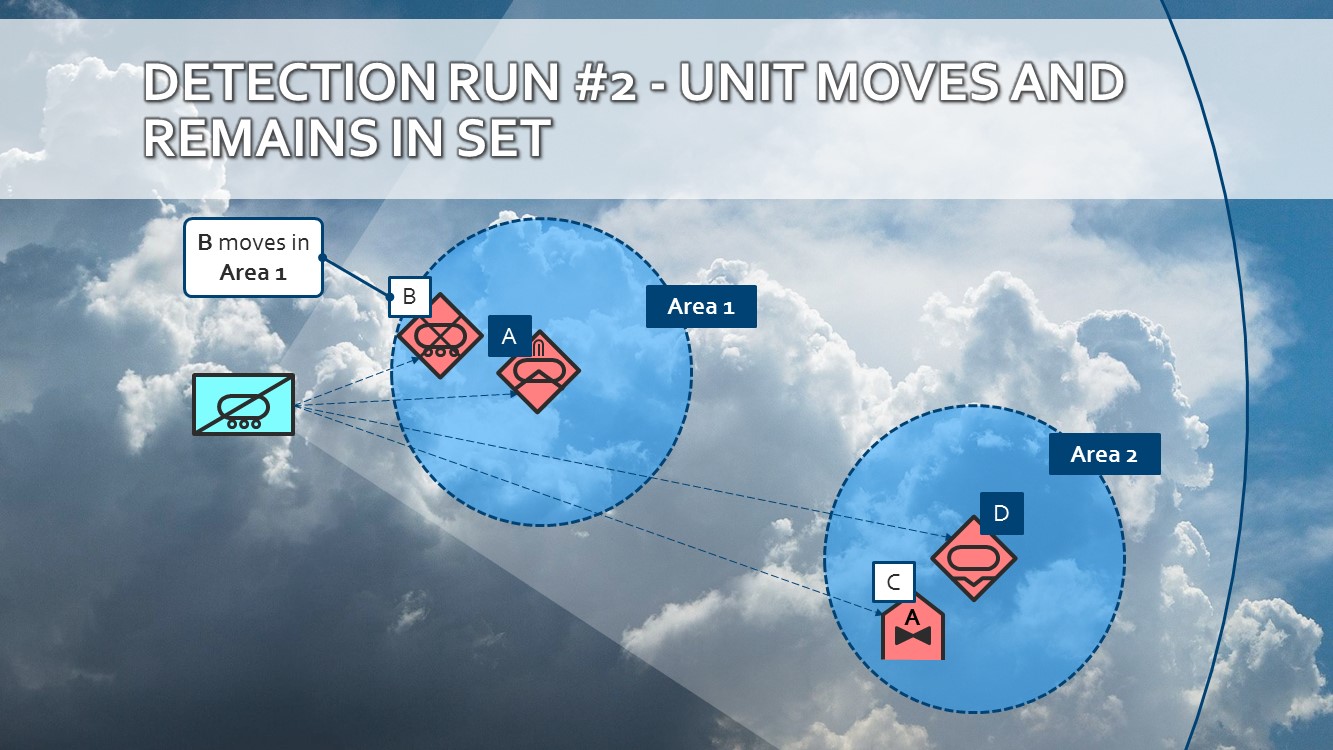 DETECTION RUN #2 - UNIT MOVES AND
REMAINS IN SET
B moves in
Area 1
B
A
Area 1
Area 2
D
C
A